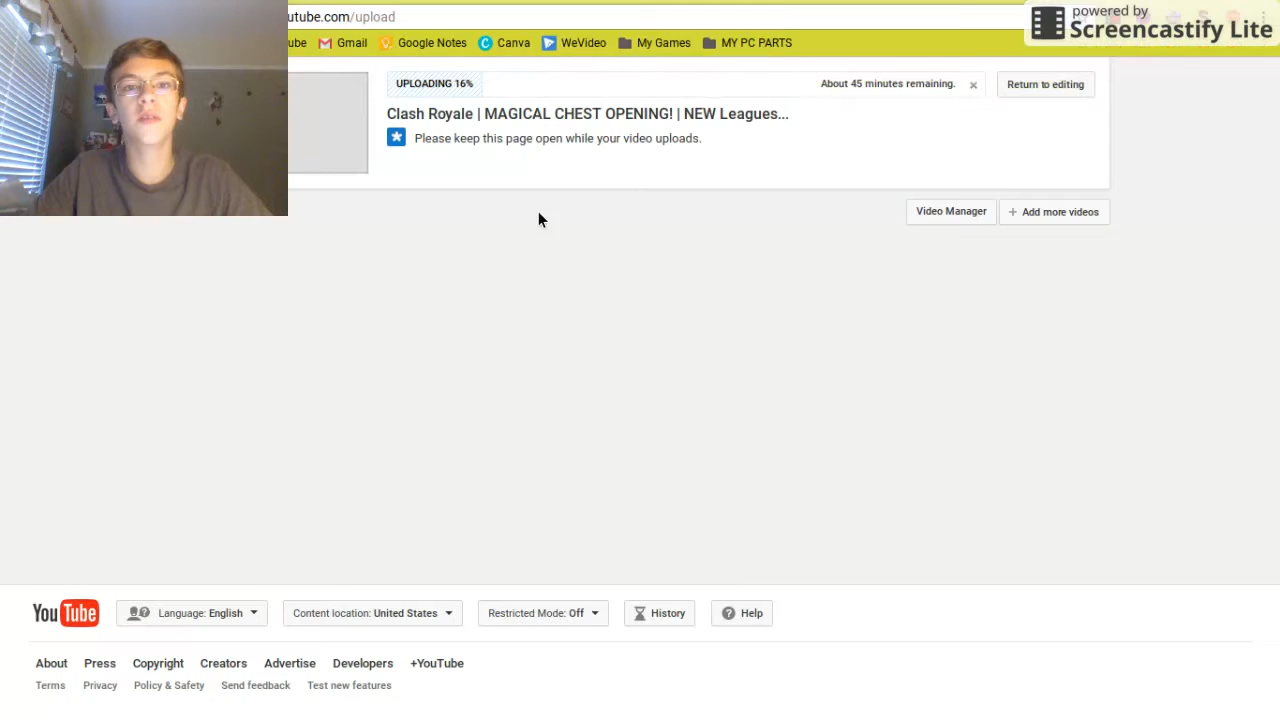 utube.com/upload
powered by
Screencastify Lite
ube Gmail Google Notes Canva WeVideo My Games MY PC PARTS
UPLOADING 16% About 45 minutes remaining. × Return to editing
Clash Royale | MAGICAL CHEST OPENING! | NEW Leagues...
Please keep this page open while your video uploads.
Video Manager + Add more videos
YouTube Language: English Content location: United States Restricted Mode: Off History Help
About Press Copyright Creators Advertise Developers +YouTube
Terms Privacy Policy & Safety Send feedback Test new features